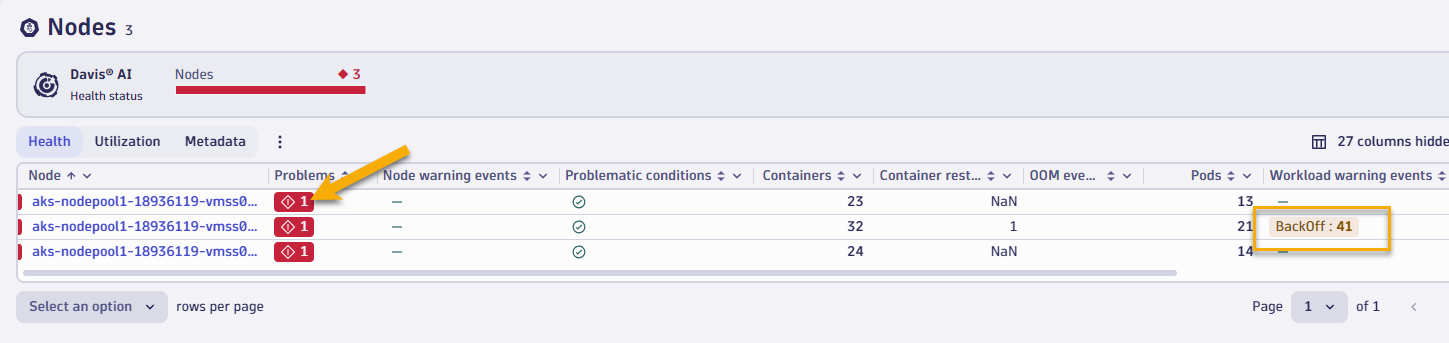 Nodes 3
Davis® AI
Health status
Nodes
3
Health Utilization Metadata
27 columns hidde
Node Problems Node warning events Problematic conditions Containers Container rest... OOM eve... Pods Workload warning events
aks-nodepool1-18936119-vmss0... 1 — 23 NaN 13 —
aks-nodepool1-18936119-vmss0... 1 — 32 1 21 BackOff : 41
aks-nodepool1-18936119-vmss0... 1 — 24 NaN 14 —
Select an option rows per page
Page 1 of 1